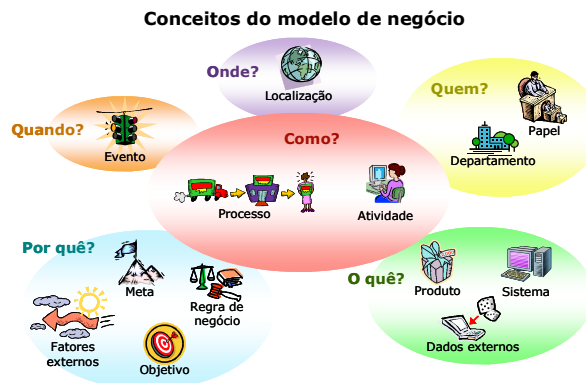 Conceitos do modelo de negócio
Onde?
Localização
Quem?
Papel
Departamento
Quando?
Evento
Como?
Processo
Atividade
Por quê?
Meta
Regra de
negócio
Fatores
externos
Objetivo
O quê?
Produto
Sistema
Dados externos